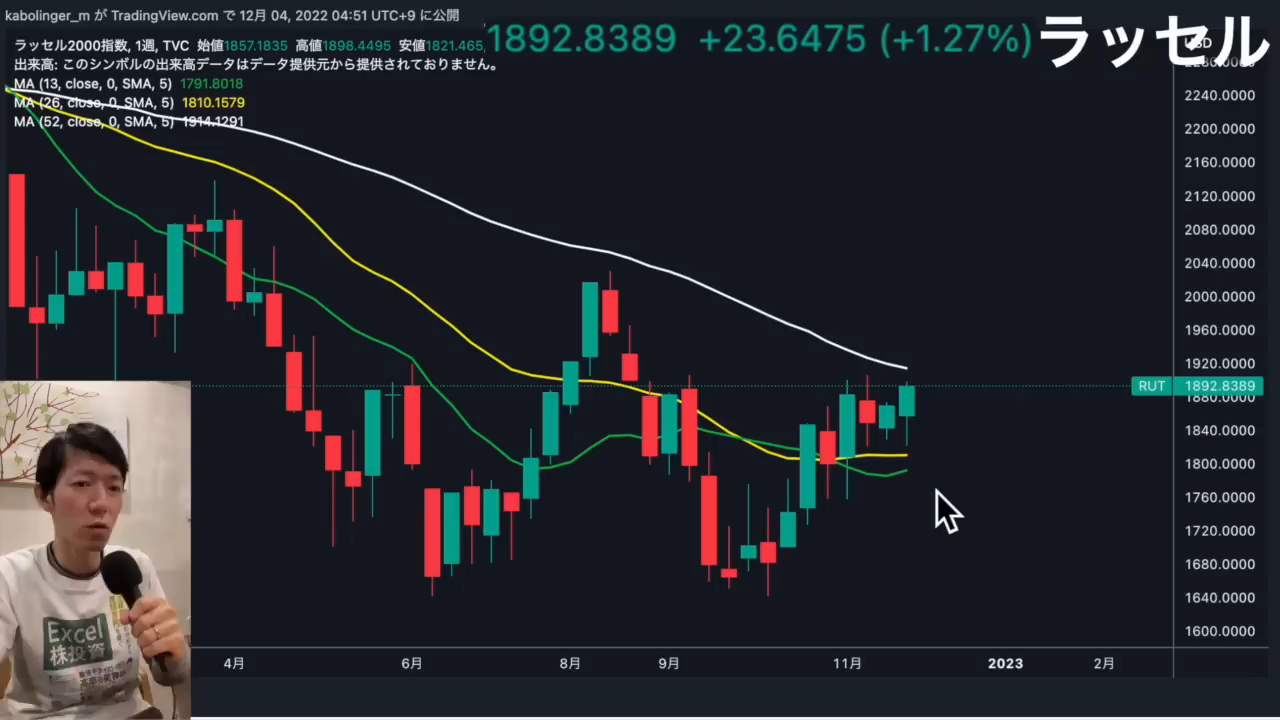 kabolinger_m が TradingView.com で 12月 04, 2022 04:51 UTC+9 に公開
ラッセル2000指数, 1週, TVC 始値1857.1835 高値1898.4495 安値1821.465
1892.8389 +23.6475 (+1.27%)
ラッセル
出来高: このシンボルの出来高データはデータ提供元から提供されておりません。
MA (13, close, 0, SMA, 5) 1791.8018
MA (26, close, 0, SMA, 5) 1810.1579
MA (52, close, 0, SMA, 5) 1914.1291
2240.0000
2200.0000
2160.0000
2120.0000
2080.0000
2040.0000
2000.0000
1960.0000
1920.0000
RUT 1892.8389
1880.0000
1840.0000
1800.0000
1760.0000
1720.0000
1680.0000
1640.0000
1600.0000
4月 6月 8月 9月 11月 2023 2月
Excel
株投資